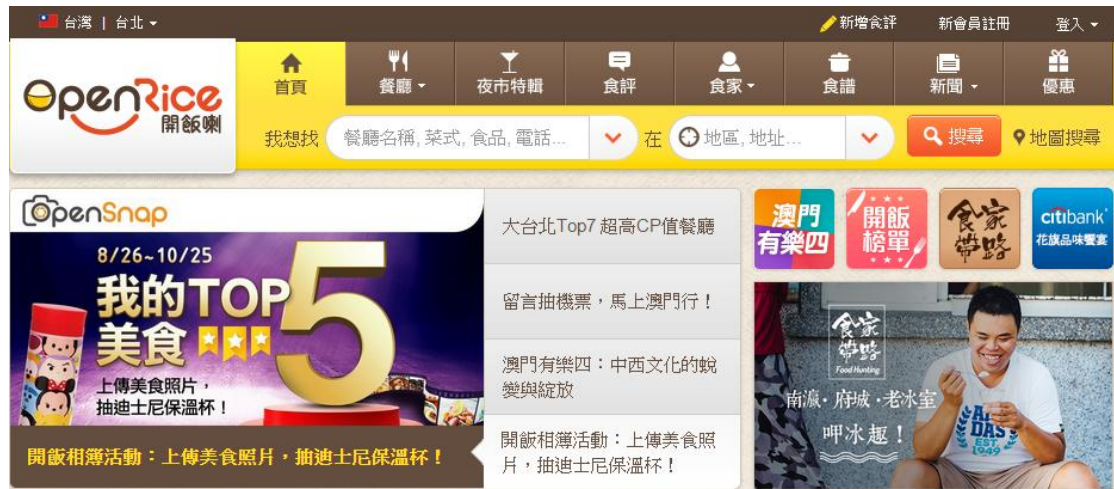 台灣 | 台北
新增食評 新會員註冊 登入
OpenRice
開飯喇
首頁 餐廳 夜市特輯 食評 食家 食譜 新聞 優惠
我想找 餐廳名稱, 菜式, 食品, 電話... 在 地區, 地址... 搜尋 地圖搜尋
OpenSnap
8/26~10/25
我的TOP 5
美食
上傳美食照片，
抽迪士尼保溫杯！
開飯相簿活動：上傳美食照片，抽迪士尼保溫杯！
大台北Top7 超高CP值餐廳
留言抽機票，馬上澳門行！
澳門有樂四：中西文化的蛻
變與綻放
開飯相簿活動：上傳美食照
片，抽迪士尼保溫杯！
澳門
有樂四
開飯
榜單
食家
帶路
citibank
花旗品味饗宴
食家
帶路
Food Hunting
南瀛·府城·老冰室
呷冰趣！
DAS
EST.
1949